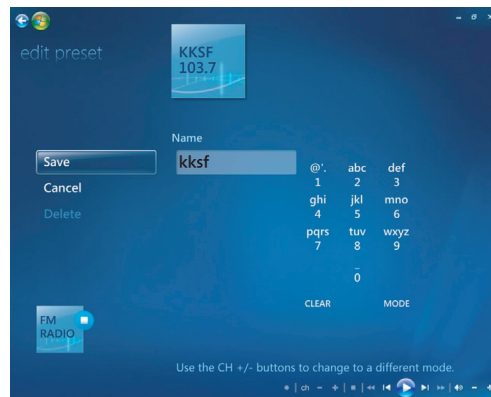 edit preset
KKSF
103.7
Name
kksf
Save
Cancel
Delete
@'. abc def
1 2 3
ghi jkl mno
4 5 6
pqrs tuv wxyz
7 8 9
_
0
CLEAR MODE
FM
RADIO
Use the CH +/- buttons to change to a different mode.
ch - +